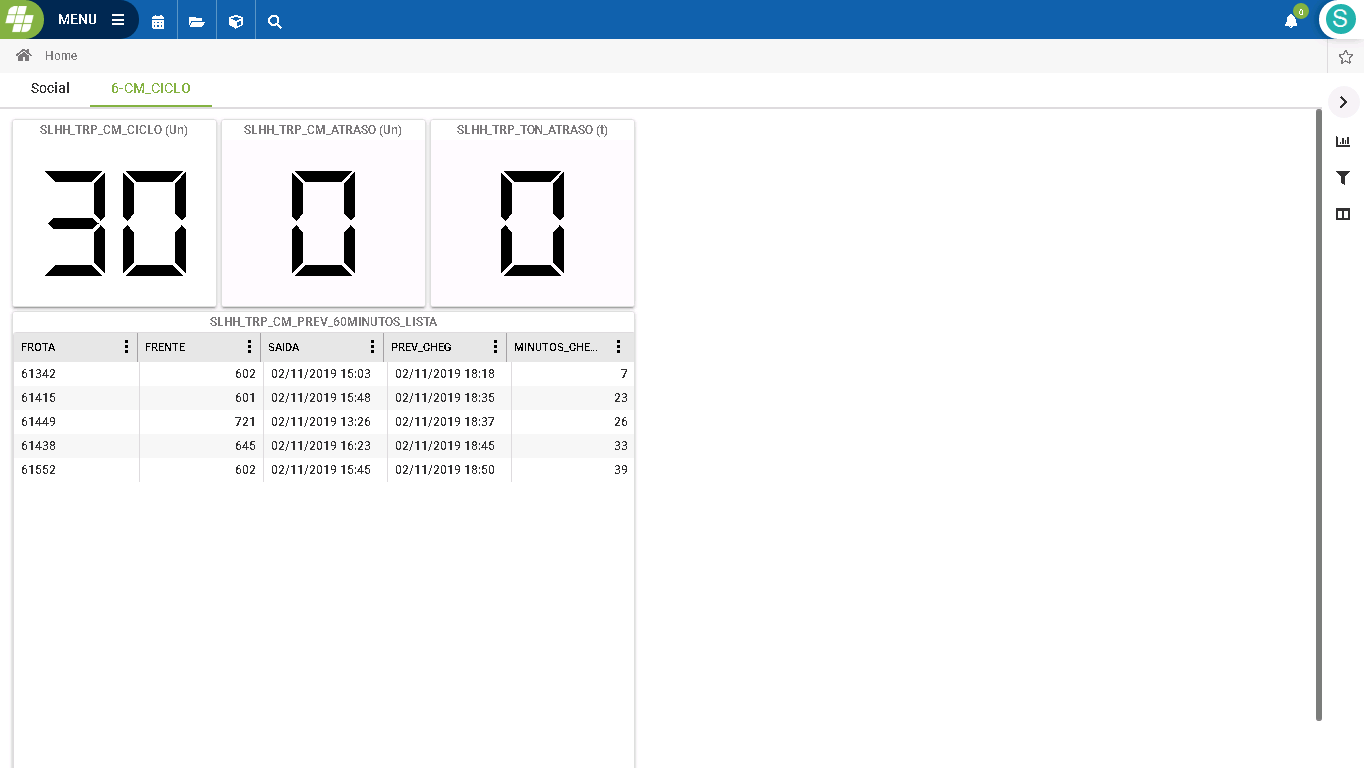 MENU
0
S
Home
Social 6-CM_CICLO
SLHH_TRP_CM_CICLO (Un) SLHH_TRP_CM_ATRASO (Un) SLHH_TRP_TON_ATRASO (t)
30 0 0
SLHH_TRP_CM_PREV_60MINUTOS_LISTA
FROTA FRENTE SAIDA PREV_CHEG MINUTOS_CHE...
61342 602 02/11/2019 15:03 02/11/2019 18:18 7
61415 601 02/11/2019 15:48 02/11/2019 18:35 23
61449 721 02/11/2019 13:26 02/11/2019 18:37 26
61438 645 02/11/2019 16:23 02/11/2019 18:45 33
61552 602 02/11/2019 15:45 02/11/2019 18:50 39